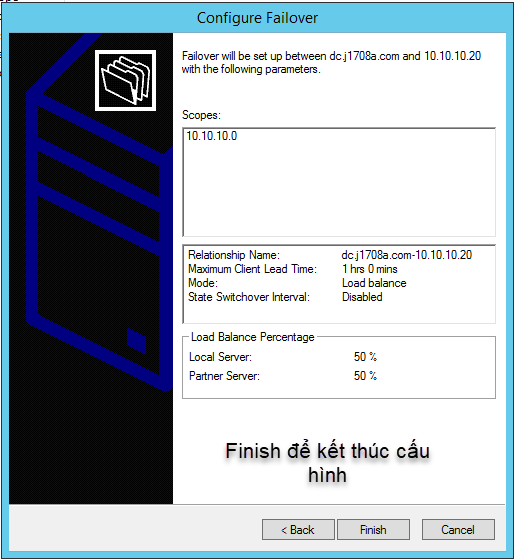 Configure Failover
Failover will be set up between dc.j1708a.com and 10.10.10.20
with the following parameters.
Scopes:
10.10.10.0
Relationship Name: dc.j1708a.com-10.10.10.20
Maximum Client Lead Time: 1 hrs 0 mins
Mode: Load balance
State Switchover Interval: Disabled
Load Balance Percentage
Local Server: 50 %
Partner Server: 50 %
Finish để kết thúc cấu
hình
< Back Finish Cancel